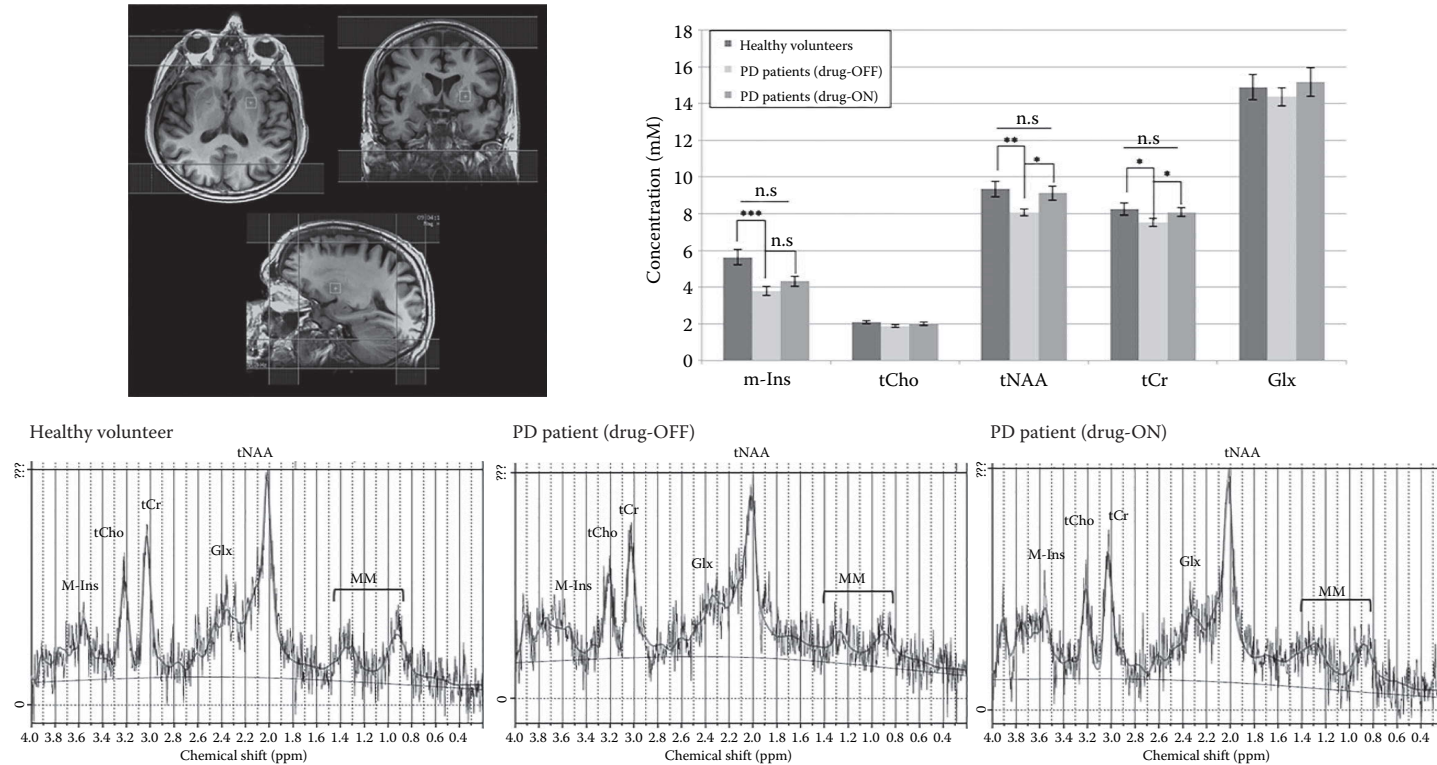 18
16
14
12
10
8
6
4
2
0
Concentration (mM)
Healthy volunteers
PD patients (drug-OFF)
PD patients (drug-ON)
n.s
***
n.s
n.s
**
*
n.s
*
*
m-Ins
tCho
tNAA
tCr
Glx
Healthy volunteer
tNAA
???
tCr
tCho
Glx
M-Ins
MM
0
4.0 3.8 3.6 3.4 3.2 3.0 2.8 2.6 2.4 2.2 2.0 1.8 1.6 1.4 1.2 1.0 0.8 0.6 0.4
Chemical shift (ppm)
PD patient (drug-OFF)
tNAA
???
tCr
tCho
Glx
M-Ins
MM
0
4.0 3.8 3.6 3.4 3.2 3.0 2.8 2.6 2.4 2.2 2.0 1.8 1.6 1.4 1.2 1.0 0.8 0.6 0.4
Chemical shift (ppm)
PD patient (drug-ON)
tNAA
???
tCho
tCr
M-Ins
Glx
MM
0
4.0 3.8 3.6 3.4 3.2 3.0 2.8 2.6 2.4 2.2 2.0 1.8 1.6 1.4 1.2 1.0 0.8 0.6 0.4
Chemical shift (ppm)